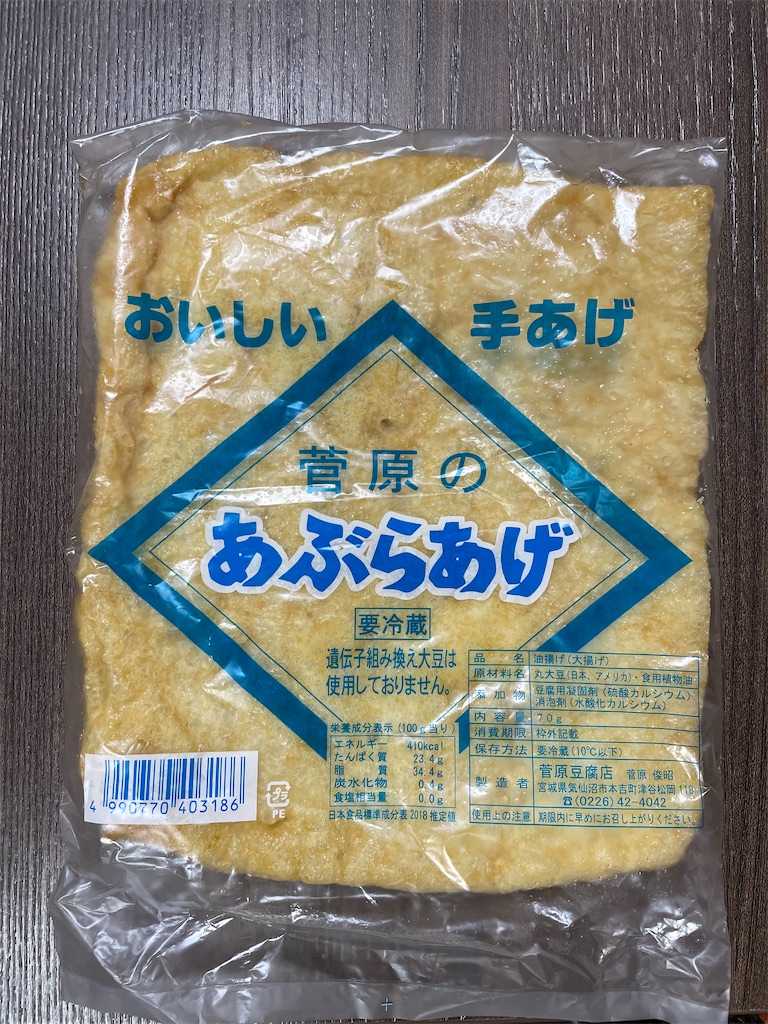 おいしい 手あげ
菅原の
あぶらあげ
要冷蔵
遺伝子組み換え大豆は
使用しておりません。
栄養成分表示(100g当り)
エネルギー 410kcal
たんぱく質 23.4g
脂質 34.4g
炭水化物 0.4g
食塩相当量 0.0g
日本食品標準成分表2018推定値
品名 油揚げ(大揚げ)
原材料名 丸大豆(日本、アメリカ)・食用植物油
添加物 豆腐用凝固剤(硫酸カルシウム)
消泡剤(水酸化カルシウム)
内容量 70g
消費期限 枠外記載
保存方法 要冷蔵(10℃以下)
製造者 菅原豆腐店 菅原 俊昭
宮城県気仙沼市本吉町津谷松岡118
☎(0226)42-4042
使用上の注意 期限内に早めにお召し上がりください。
4 990770 403186
プラ
PE